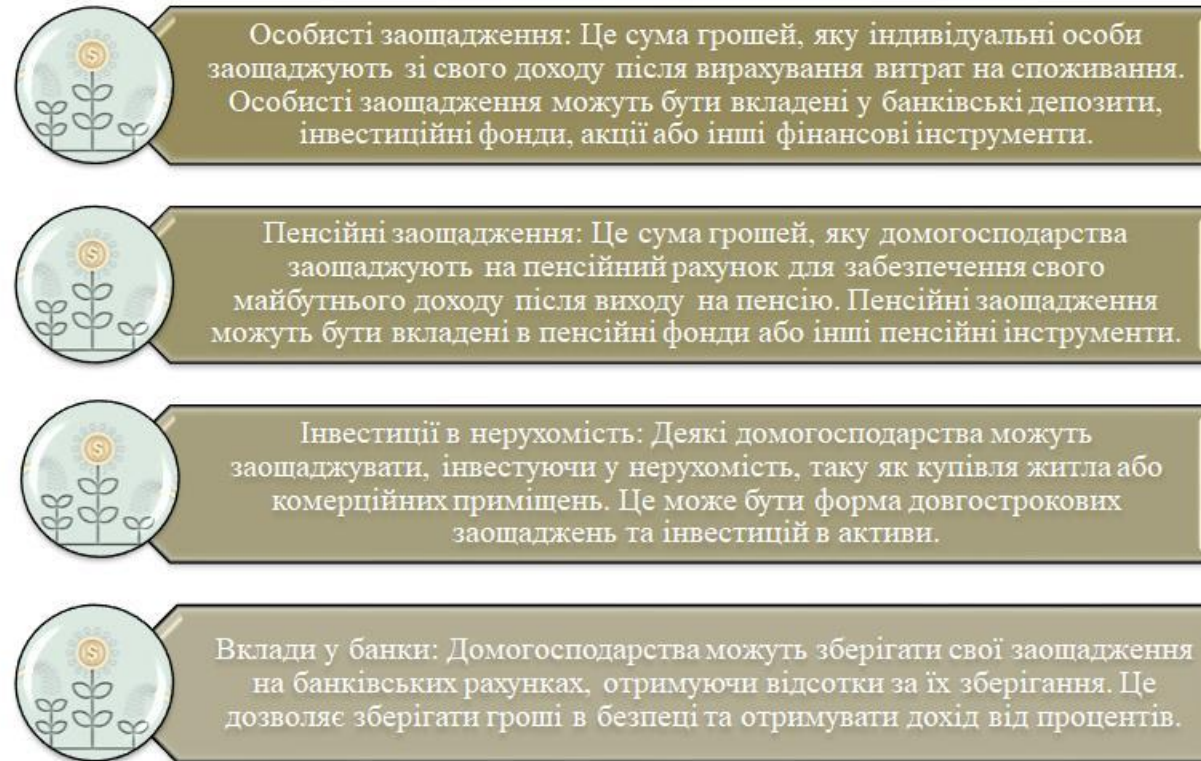 Особисті заощадження: Це сума грошей, яку індивідуальні особи
заощаджують зі свого доходу після вирахування витрат на споживання.
Особисті заощадження можуть бути вкладені у банківські депозити,
інвестиційні фонди, акції або інші фінансові інструменти.
Пенсійні заощадження: Це сума грошей, яку домогосподарства
заощаджують на пенсійний рахунок для забезпечення свого
майбутнього доходу після виходу на пенсію. Пенсійні заощадження
можуть бути вкладені в пенсійні фонди або інші пенсійні інструменти.
Інвестиції в нерухомість: Деякі домогосподарства можуть
заощаджувати, інвестуючи у нерухомість, таку як купівля житла або
комерційних приміщень. Це може бути форма довгострокових
заощаджень та інвестицій в активи.
Вклади у банки: Домогосподарства можуть зберігати свої заощадження
на банківських рахунках, отримуючи відсотки за їх зберігання. Це
дозволяє зберігати гроші в безпеці та отримувати дохід від процентів.